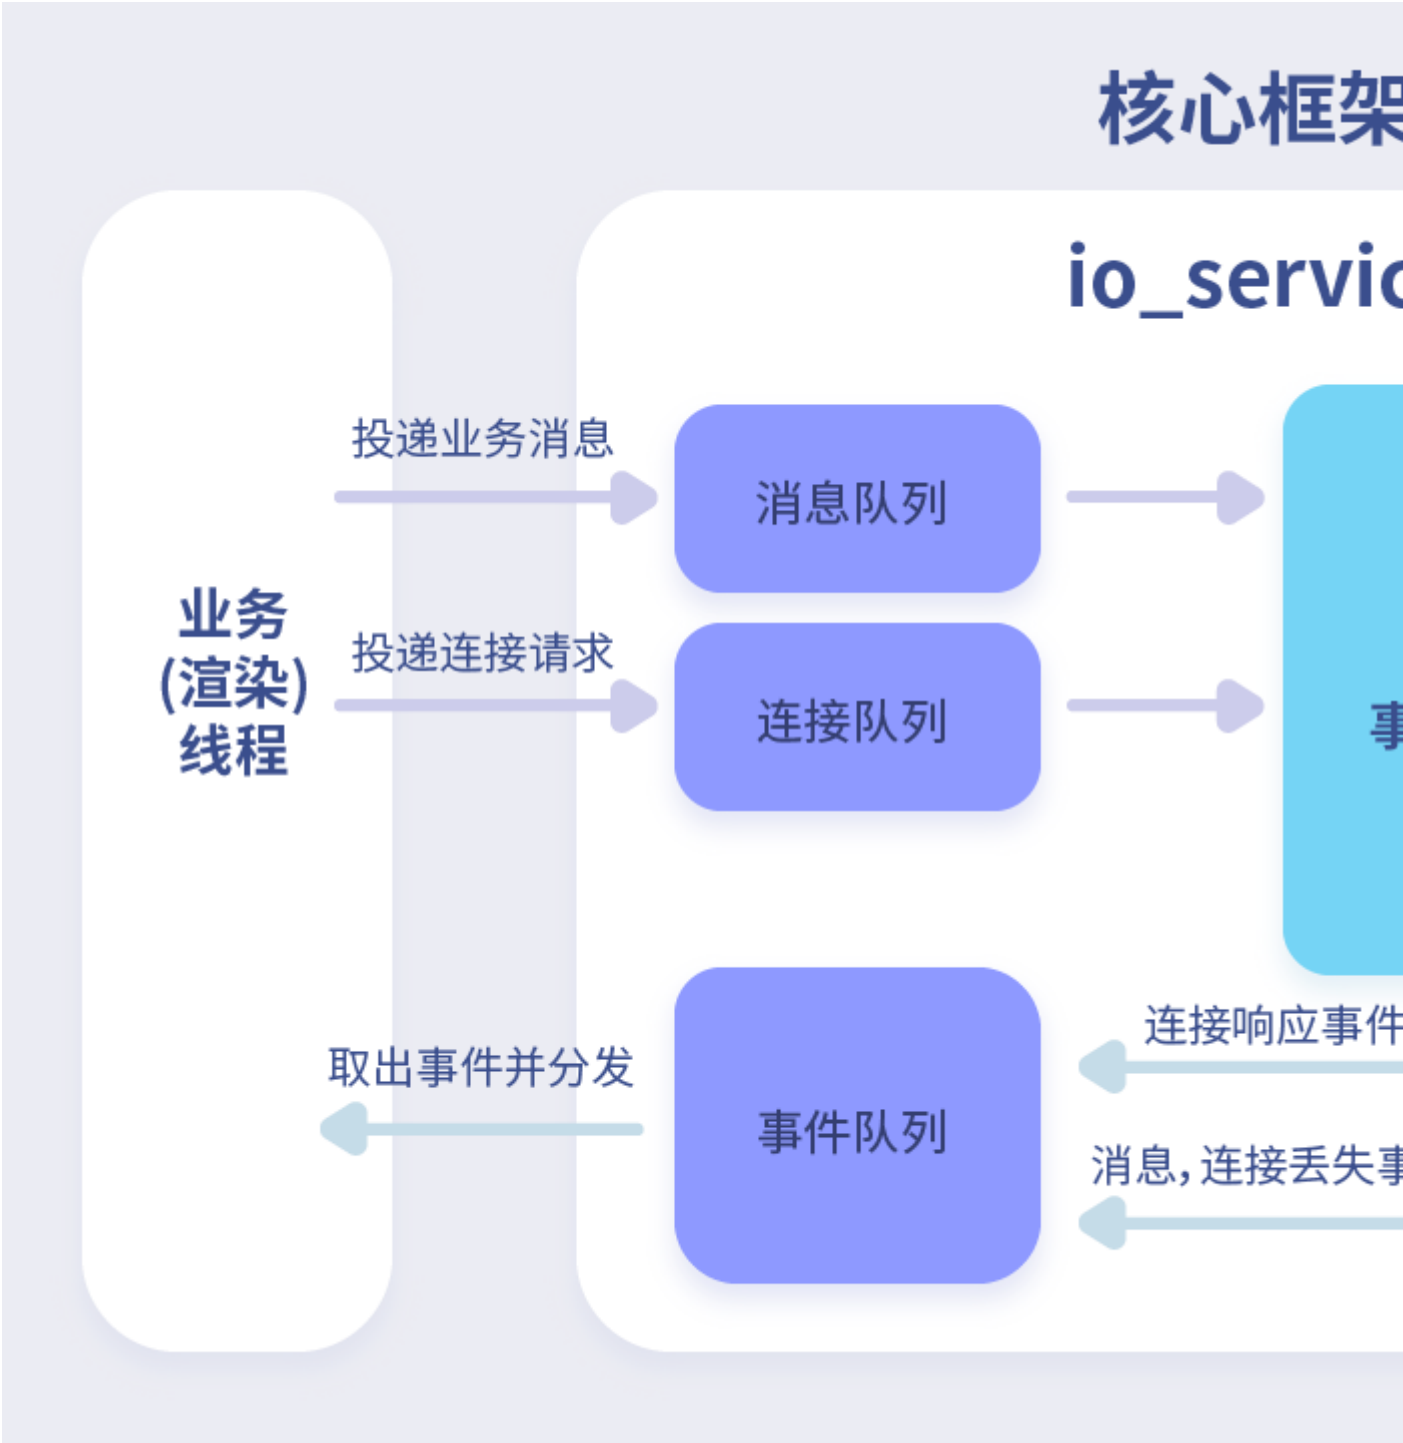 核心框架
io_servic
投递业务消息
消息队列
业务
(渲染)
线程
投递连接请求
连接队列
事
连接响应事件
取出事件并分发
事件队列
消息，连接丢失事